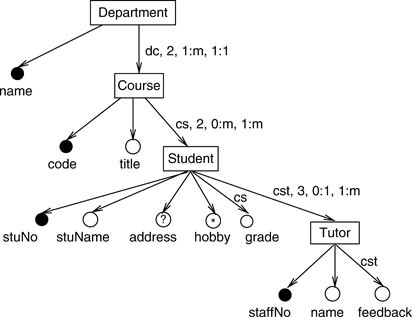 Department
dc, 2, 1:m, 1:1
name
Course
cs, 2, 0:m, 1:m
code
title
Student
cst, 3, 0:1, 1:m
cs
?
*
stuNo
stuName
address
hobby
grade
Tutor
cst
staffNo
name
feedback